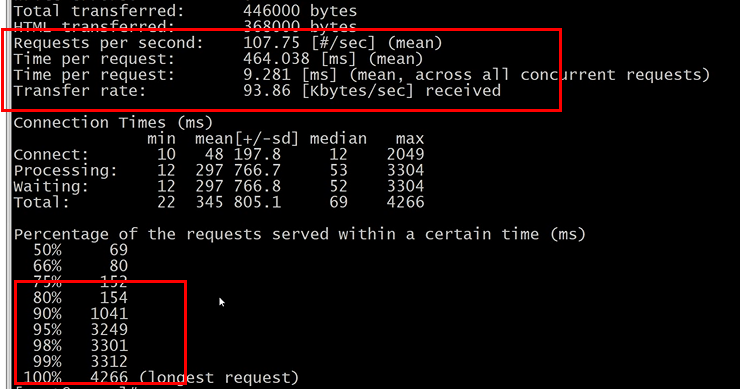 Total transferred: 446000 bytes
HTML transferred: 368000 bytes
Requests per second: 107.75 [#/sec] (mean)
Time per request: 464.038 [ms] (mean)
Time per request: 9.281 [ms] (mean, across all concurrent requests)
Transfer rate: 93.86 [Kbytes/sec] received
Connection Times (ms)
min mean[+/-sd] median max
Connect: 10 48 197.8 12 2049
Processing: 12 297 766.7 53 3304
Waiting: 12 297 766.8 52 3304
Total: 22 345 805.1 69 4266
Percentage of the requests served within a certain time (ms)
50% 69
66% 80
75% 152
80% 154
90% 1041
95% 3249
98% 3301
99% 3312
100% 4266 (longest request)